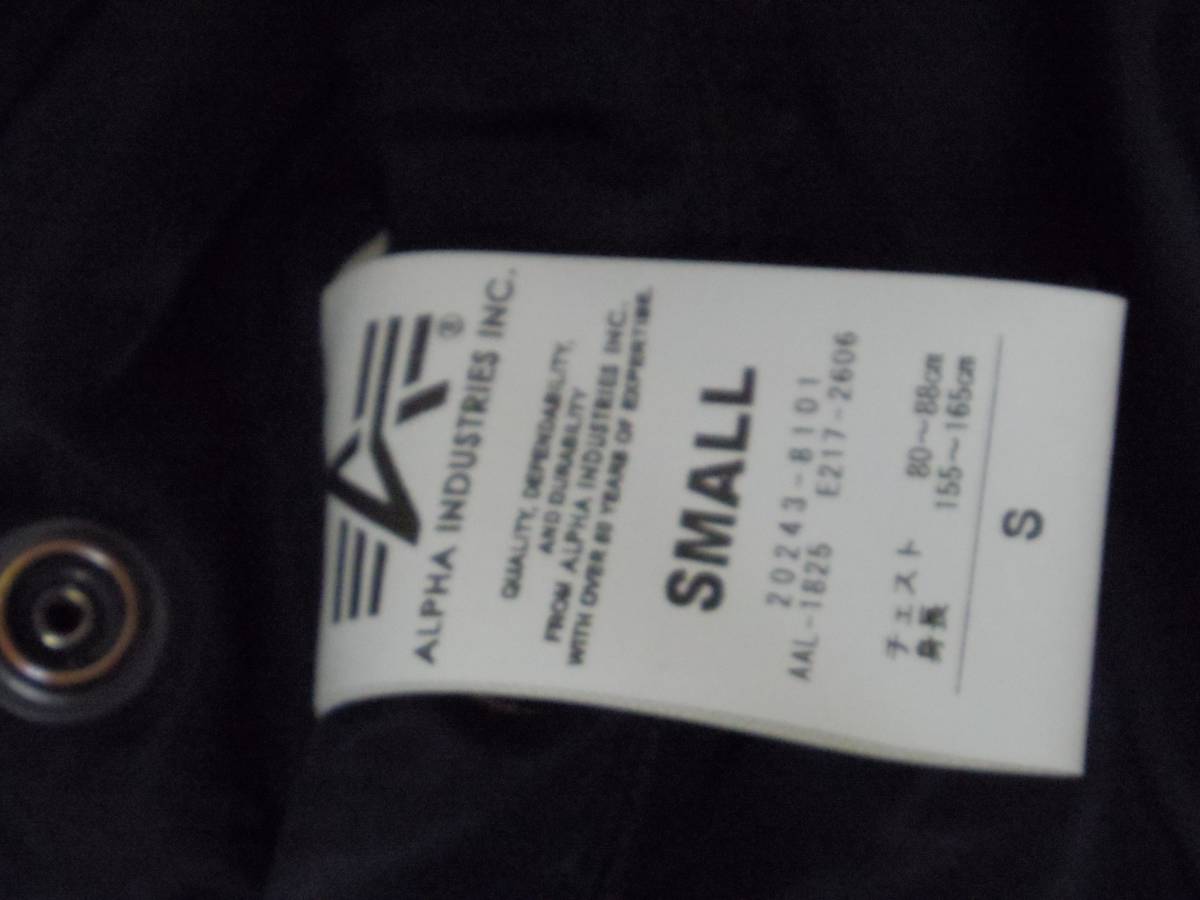 ®
ALPHA INDUSTRIES INC.
QUALITY, DEPENDABILITY,
AND DURABILITY
FROM ALPHA INDUSTRIES INC.
WITH OVER 50 YEARS OF EXPERTISE.
SMALL
20243-8101
AAL-1825 E217-2606
チェスト 80～88cm
身長 155～165cm
S